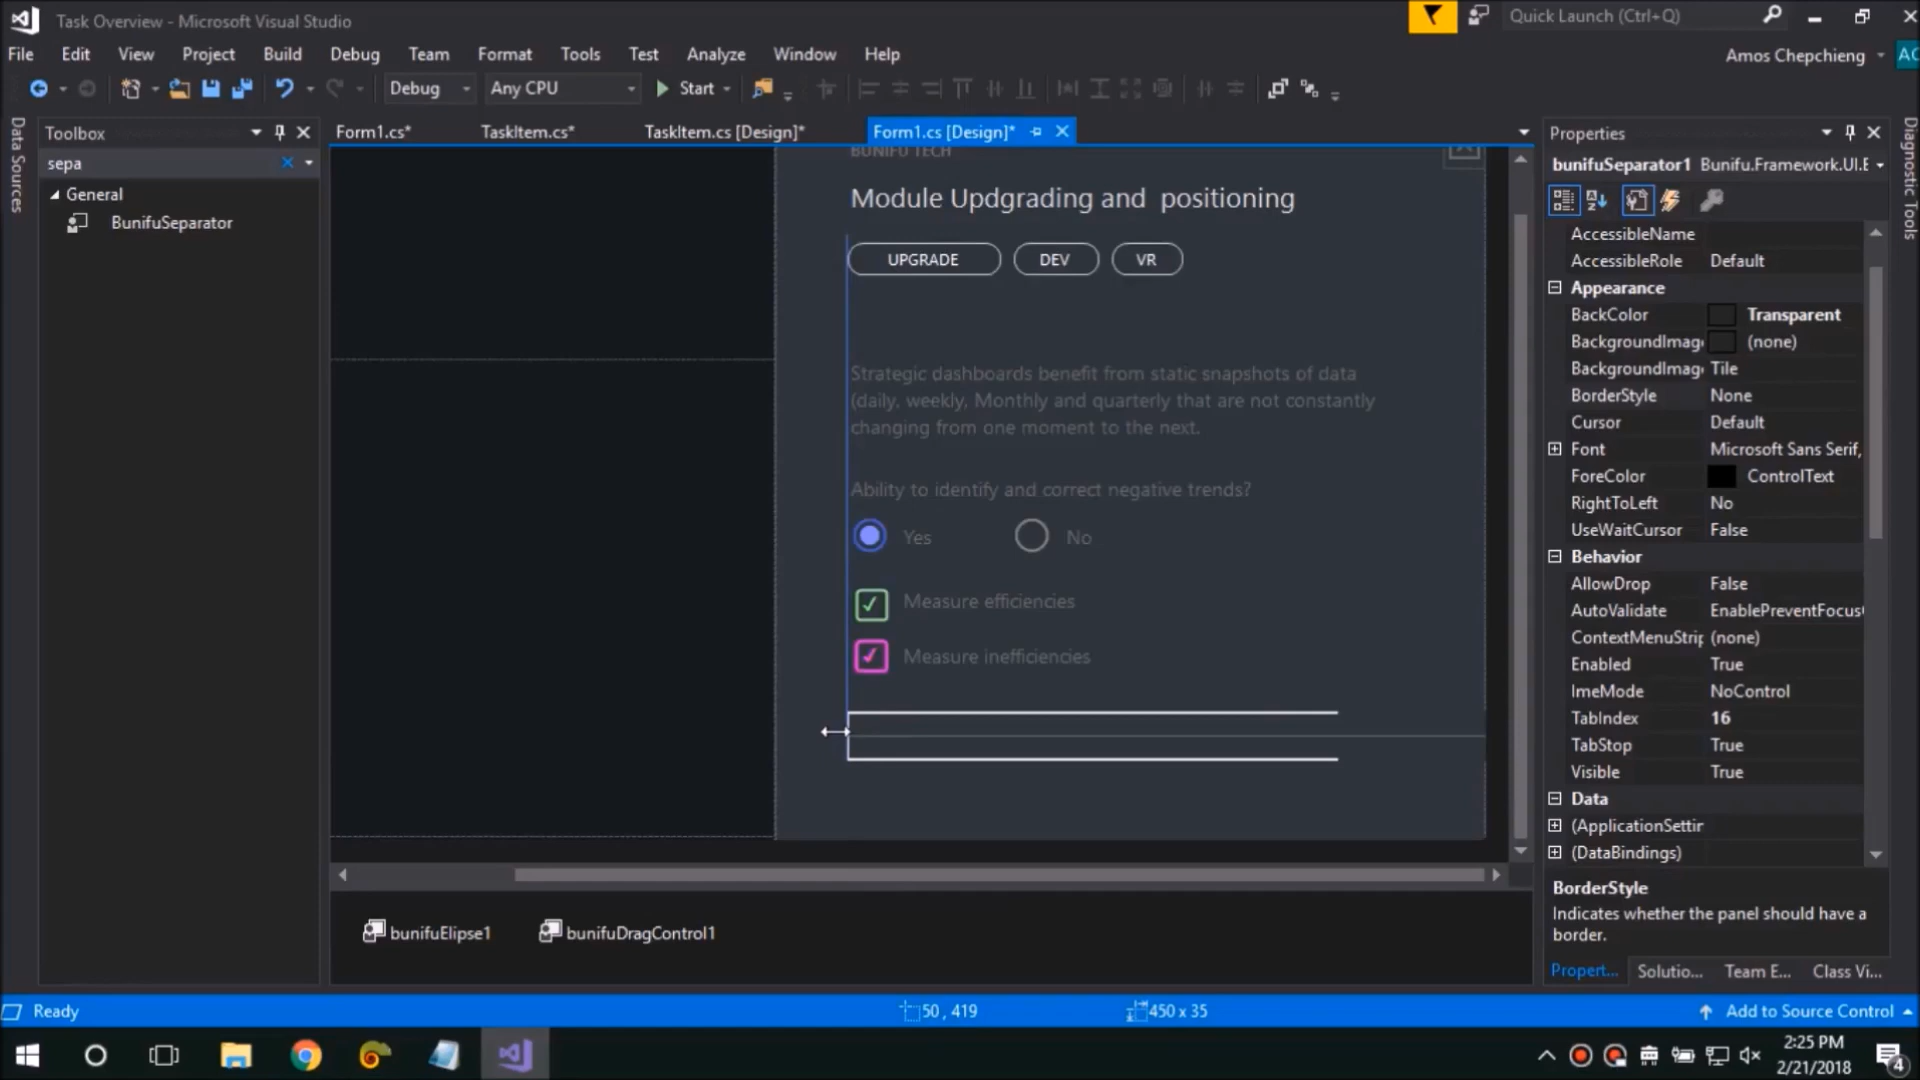 Task Overview - Microsoft Visual Studio
Quick Launch (Ctrl+Q)
File Edit View Project Build Debug Team Format Tools Test Analyze Window Help
Amos Chepchieng
AC
Debug Any CPU Start
Data Sources
Toolbox
Form1.cs* TaskItem.cs* TaskItem.cs [Design]* Form1.cs [Design]*
sepa
General
BunifuSeparator
BUNIFU TECH
Module Updgrading and positioning
UPGRADE DEV VR
Strategic dashboards benefit from static snapshots of data
(daily, weekly, Monthly and quarterly that are not constantly
changing from one moment to the next.
Ability to identify and correct negative trends?
Yes No
Measure efficiencies
Measure inefficiencies
bunifuElipse1 bunifuDragControl1
Properties
bunifuSeparator1 Bunifu.Framework.UI.E
AccessibleName
AccessibleRole Default
Appearance
BackColor Transparent
BackgroundImag (none)
BackgroundImag Tile
BorderStyle None
Cursor Default
Font Microsoft Sans Serif,
ForeColor ControlText
RightToLeft No
UseWaitCursor False
Behavior
AllowDrop False
AutoValidate EnablePreventFocus
ContextMenuStrip (none)
Enabled True
ImeMode NoControl
TabIndex 16
TabStop True
Visible True
Data
(ApplicationSettin
(DataBindings)
BorderStyle
Indicates whether the panel should have a
border.
Propert... Solutio... Team E... Class Vi...
Diagnostic Tools
Ready 50 , 419 450 x 35 Add to Source Control
2:25 PM
2/21/2018
4